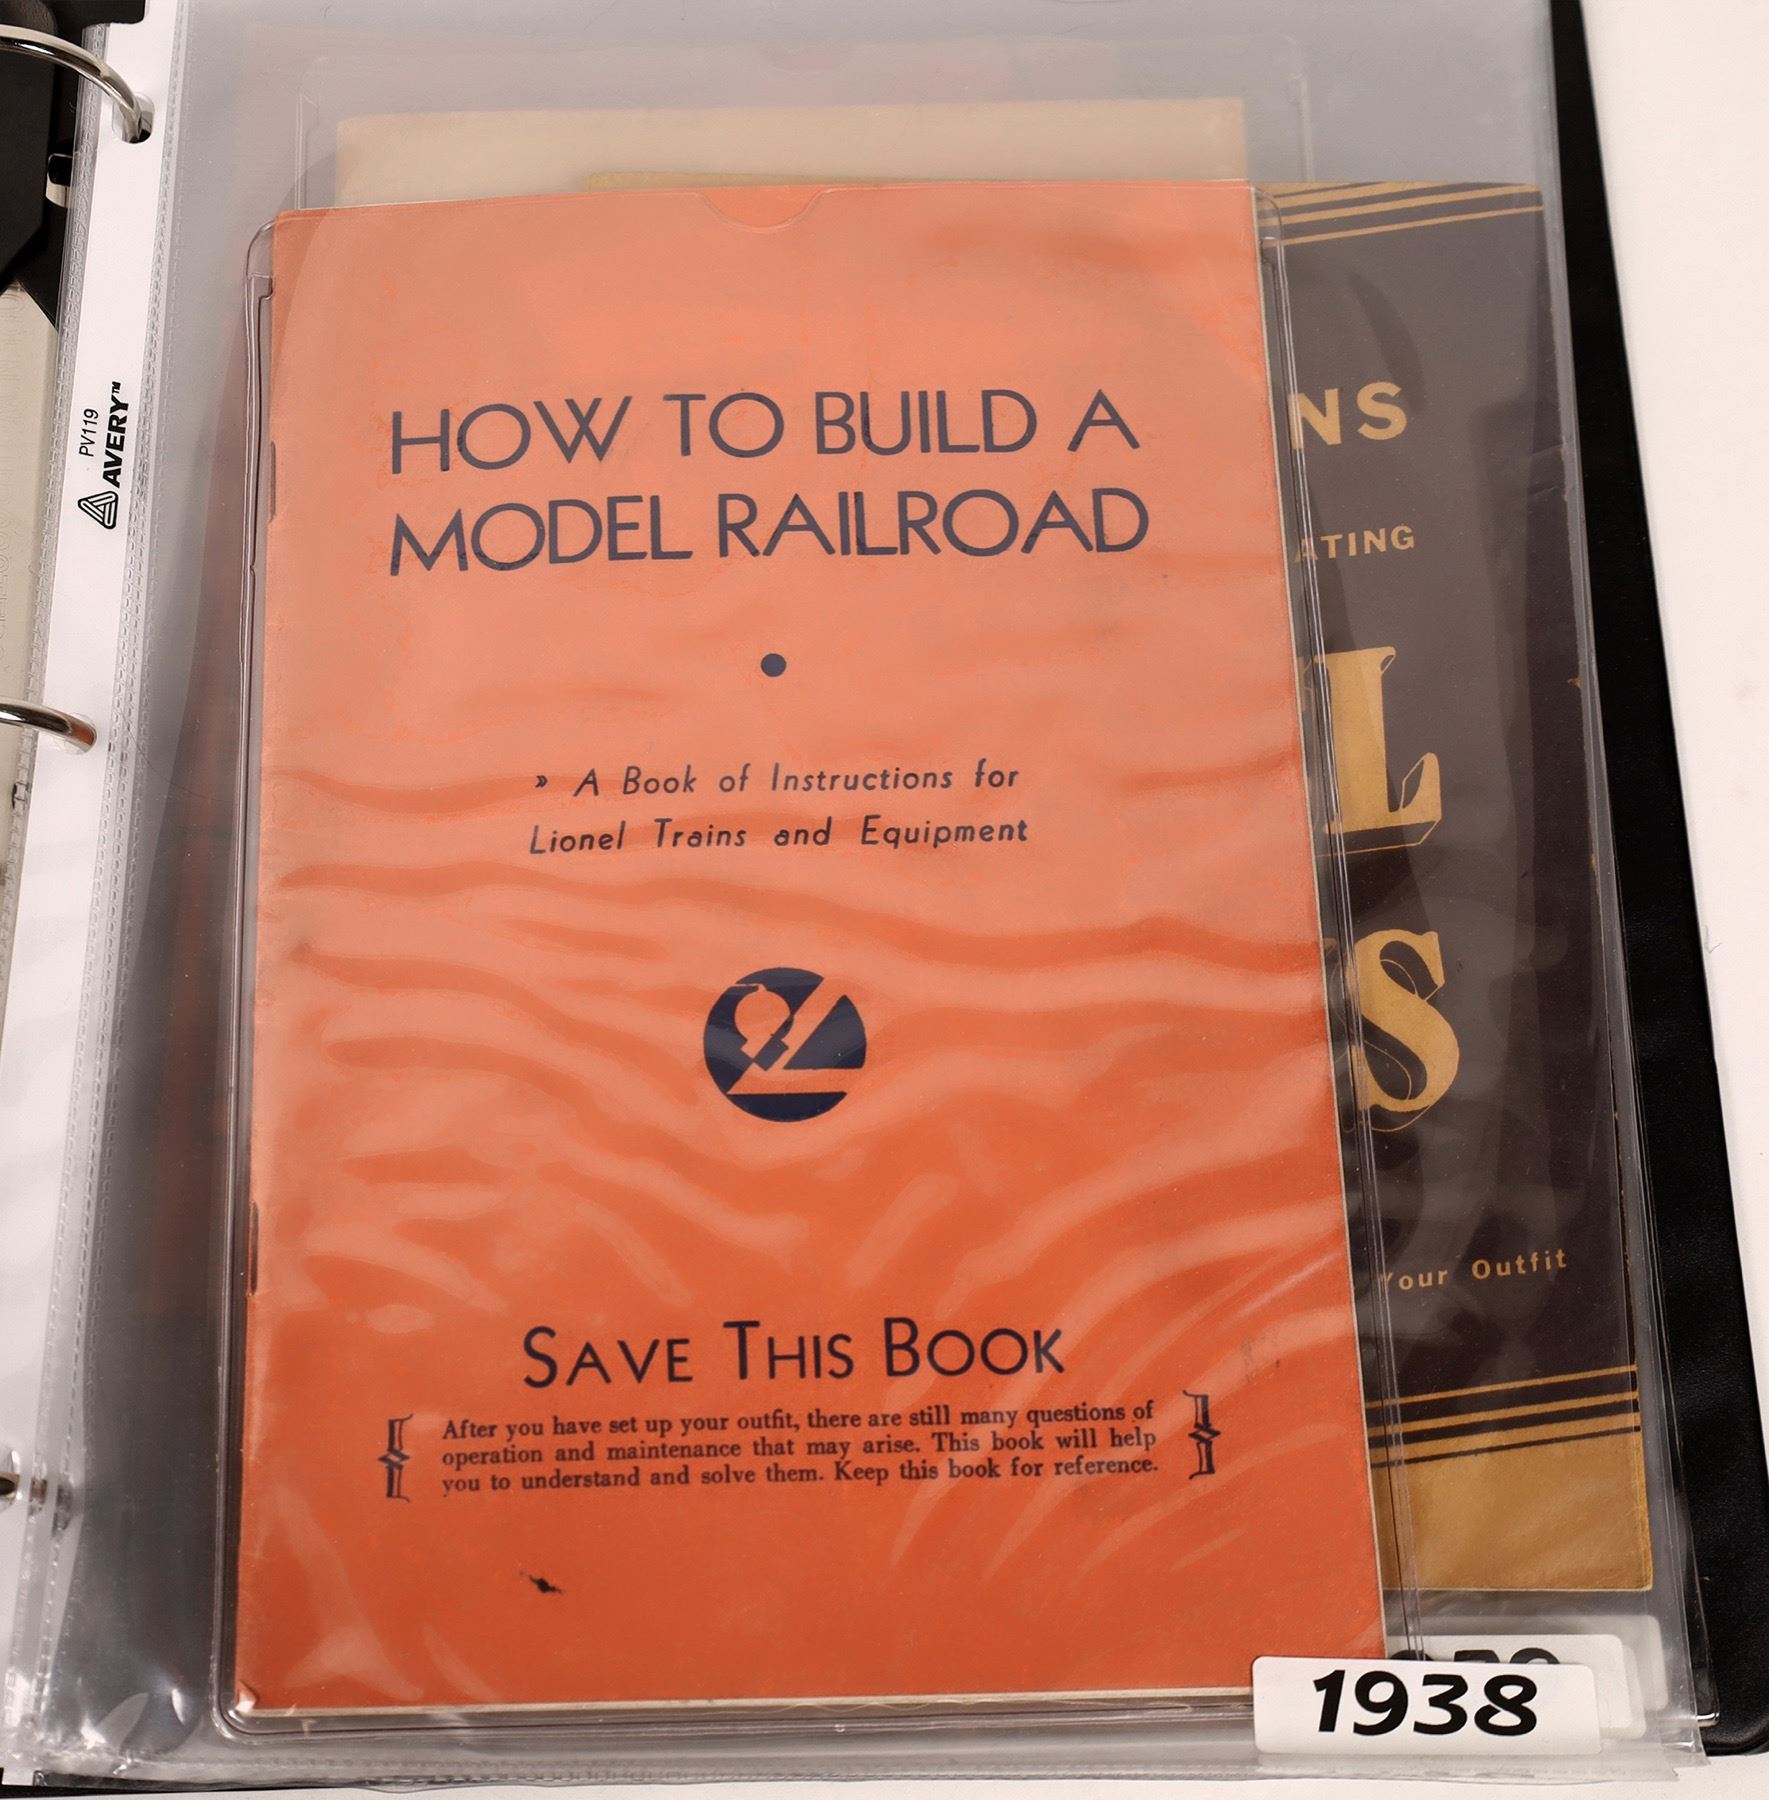 HOW TO BUILD A
MODEL RAILROAD
» A Book of Instructions for
Lionel Trains and Equipment
SAVE THIS BOOK
After you have set up your outfit, there are still many questions of
operation and maintenance that may arise. This book will help
you to understand and solve them. Keep this book for reference.
NS
ATING
L
S
Your Outfit
1938
PV119
AVERY™